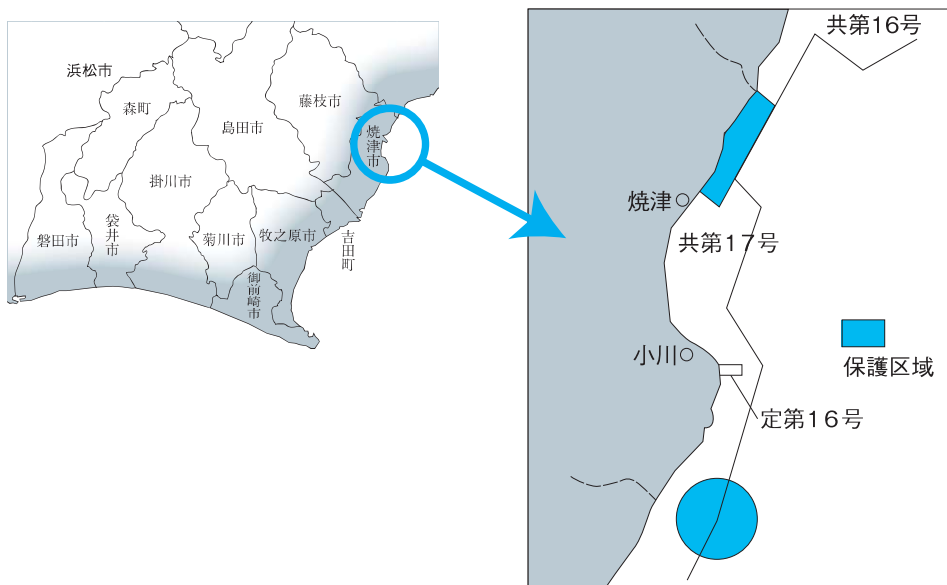 浜松市
森町
島田市
藤枝市
焼津市
掛川市
磐田市
袋井市
菊川市
牧之原市
吉田町
御前崎市
共第16号
焼津
共第17号
小川
保護区域
定第16号